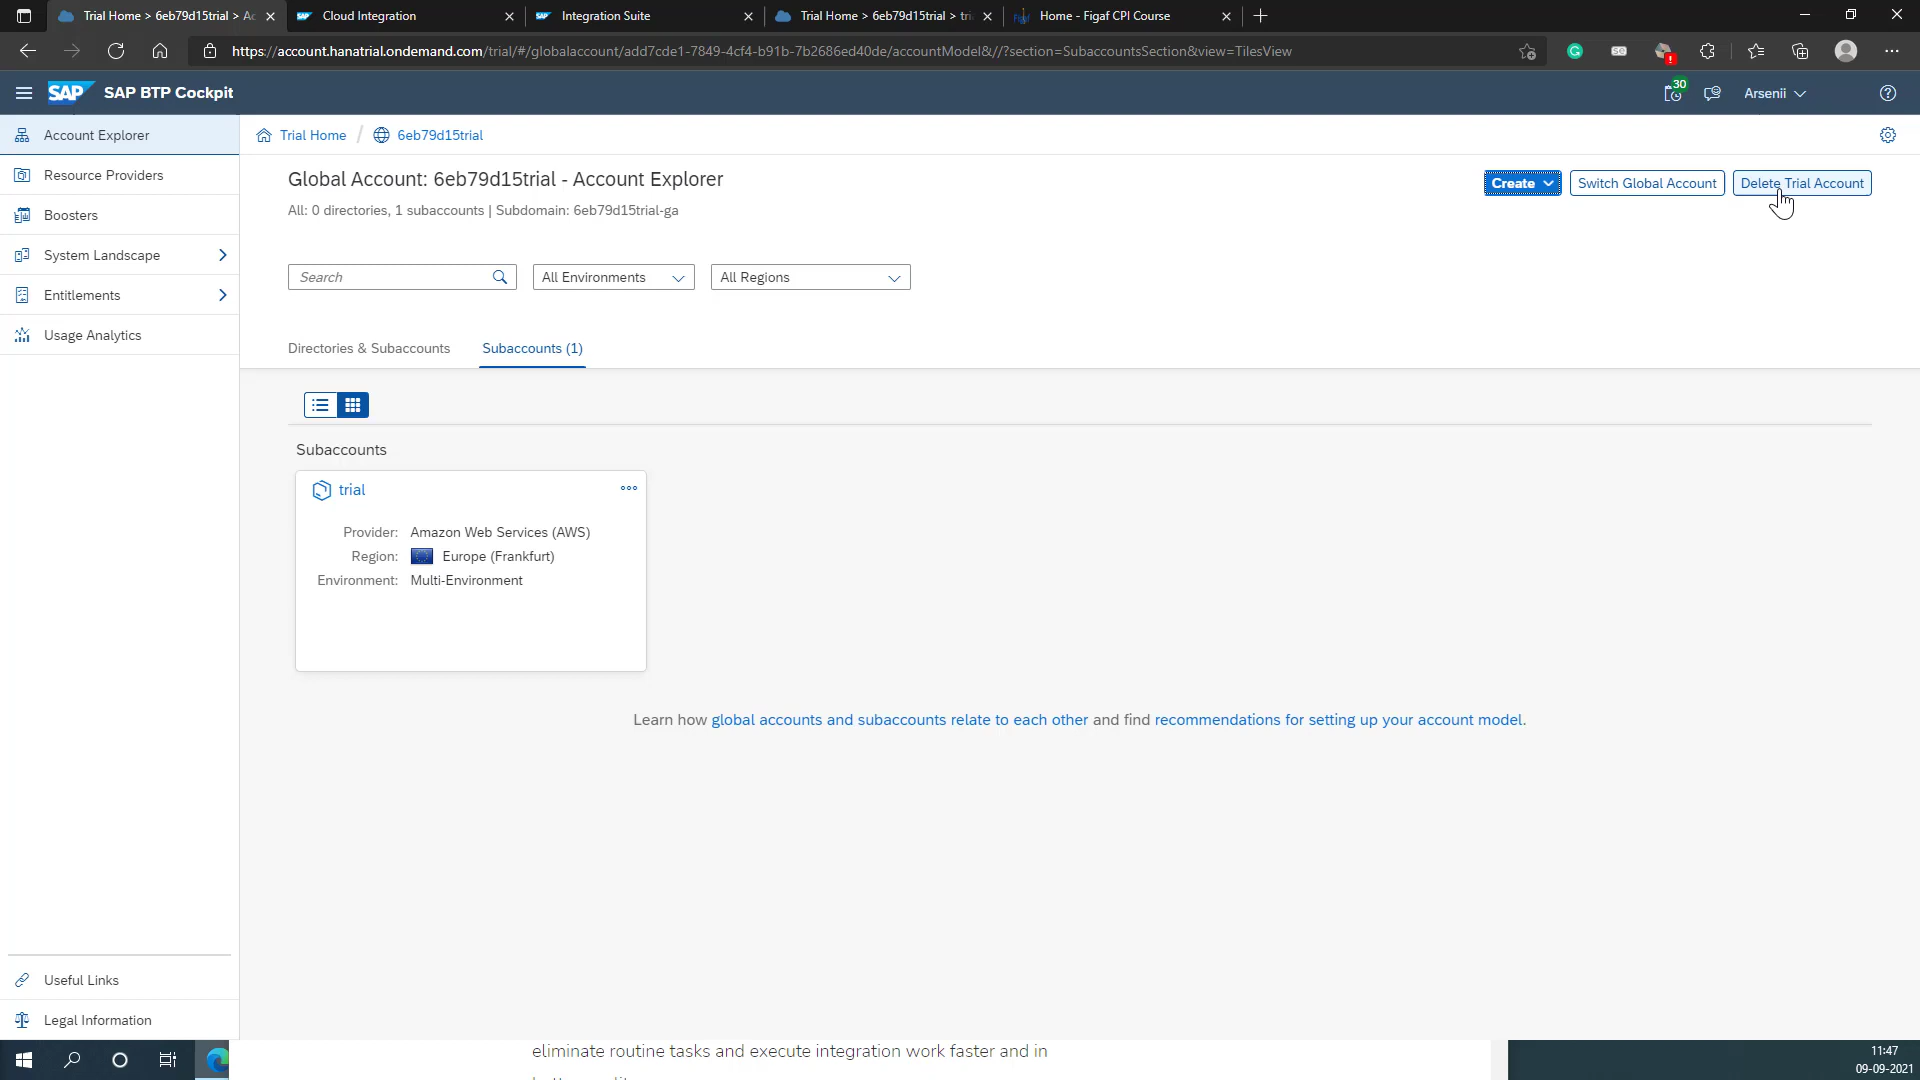 Trial Home > 6eb79d15trial > Ac
Cloud Integration
Integration Suite
Trial Home > 6eb79d15trial > tri
Home - Figaf CPI Course
https://account.hanatrial.ondemand.com/trial/#/globalaccount/add7cde1-7849-4cf4-b91b-7b2686ed40de/accountModel&//?section=SubaccountsSection&view=TilesView
SAP SAP BTP Cockpit
30
Arsenii
Account Explorer
Resource Providers
Boosters
System Landscape
Entitlements
Usage Analytics
Useful Links
Legal Information
Trial Home / 6eb79d15trial
Global Account: 6eb79d15trial - Account Explorer
All: 0 directories, 1 subaccounts | Subdomain: 6eb79d15trial-ga
Create
Switch Global Account
Delete Trial Account
Search
All Environments
All Regions
Directories & Subaccounts
Subaccounts (1)
Subaccounts
trial
Provider: Amazon Web Services (AWS)
Region: Europe (Frankfurt)
Environment: Multi-Environment
Learn how global accounts and subaccounts relate to each other and find recommendations for setting up your account model.
eliminate routine tasks and execute integration work faster and in
11:47
09-09-2021